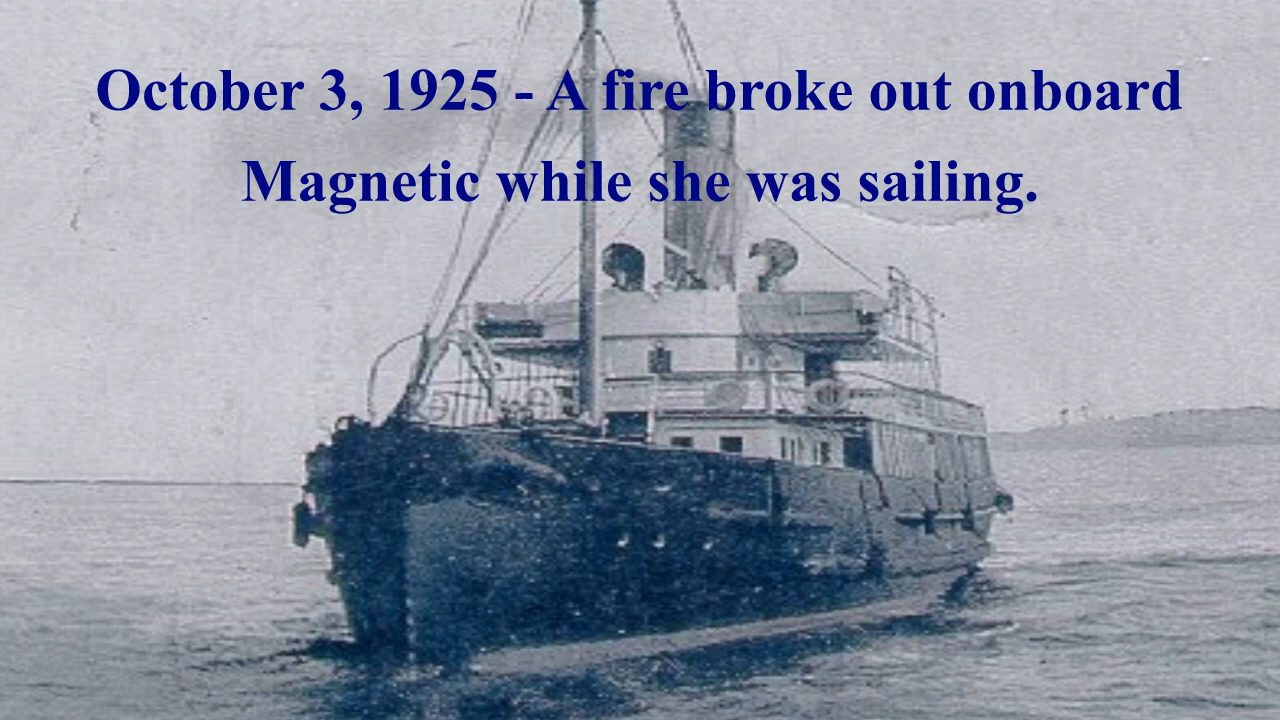 October 3, 1925 - A fire broke out onboard
Magnetic while she was sailing.